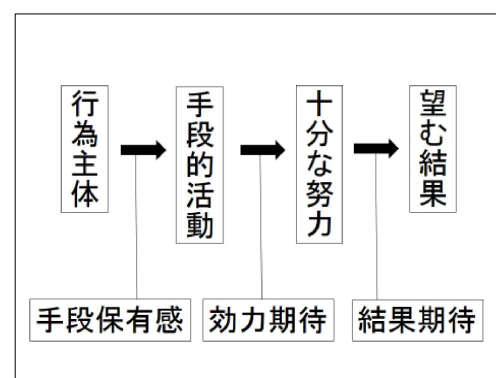 行為主体
手段的活動
十分な努力
望む結果
手段保有感
効力期待
結果期待